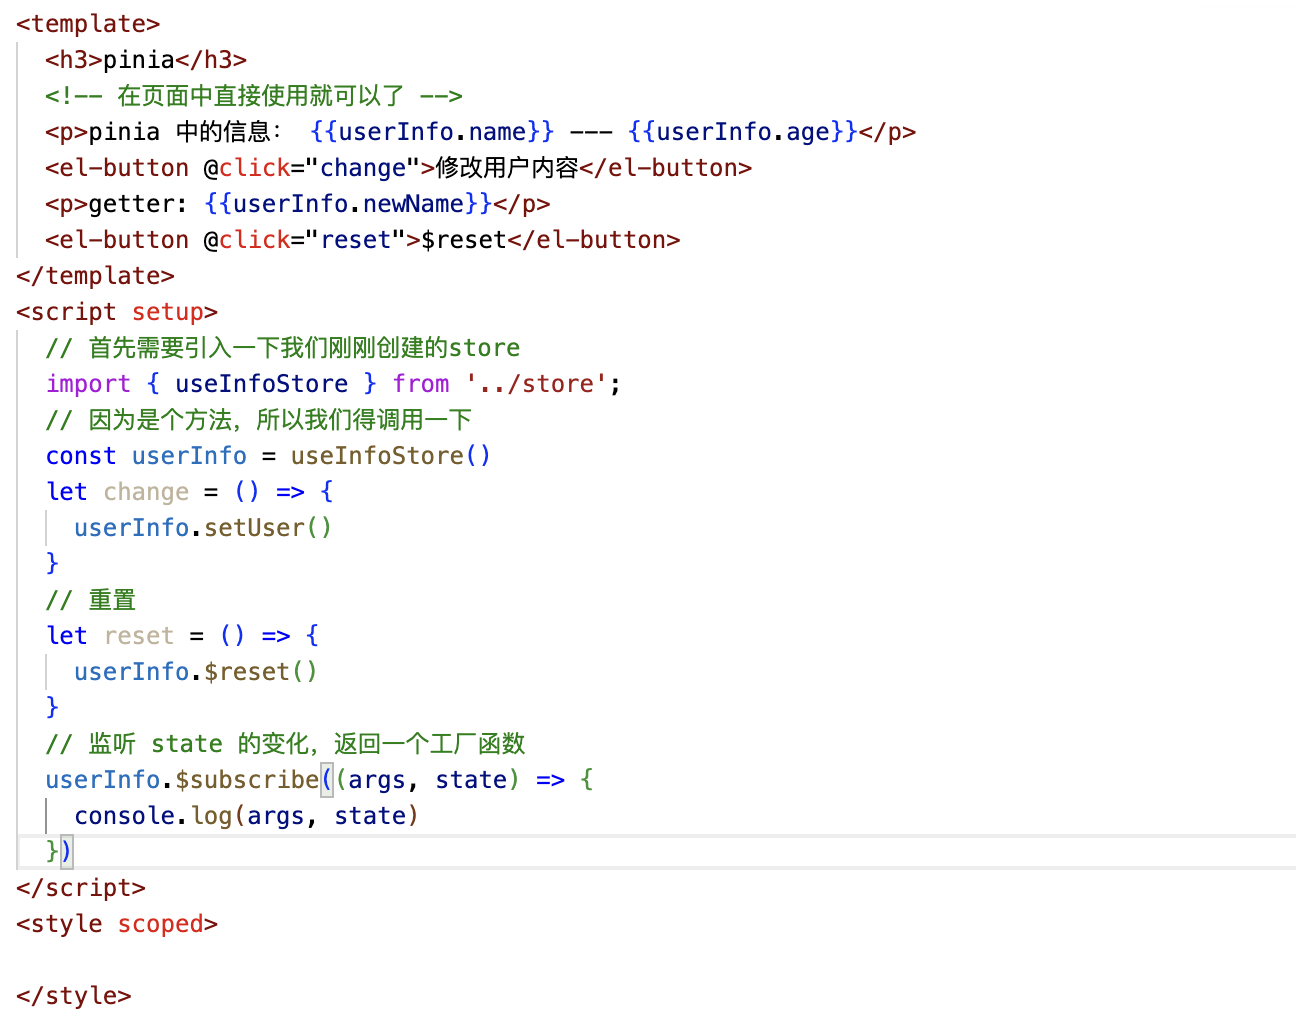 <template>
<h3>pinia</h3>
<!-- 在页面中直接使用就可以了 -->
<p>pinia 中的信息： {{userInfo.name}} --- {{userInfo.age}}</p>
<el-button @click="change">修改用户内容</el-button>
<p>getter: {{userInfo.newName}}</p>
<el-button @click="reset">$reset</el-button>
</template>
<script setup>
// 首先需要引入一下我们刚刚创建的store
import { useInfoStore } from '../store';
// 因为是个方法，所以我们得调用一下
const userInfo = useInfoStore()
let change = () => {
userInfo.setUser()
}
// 重置
let reset = () => {
userInfo.$reset()
}
// 监听 state 的变化，返回一个工厂函数
userInfo.$subscribe((args, state) => {
console.log(args, state)
})
</script>
<style scoped>
</style>